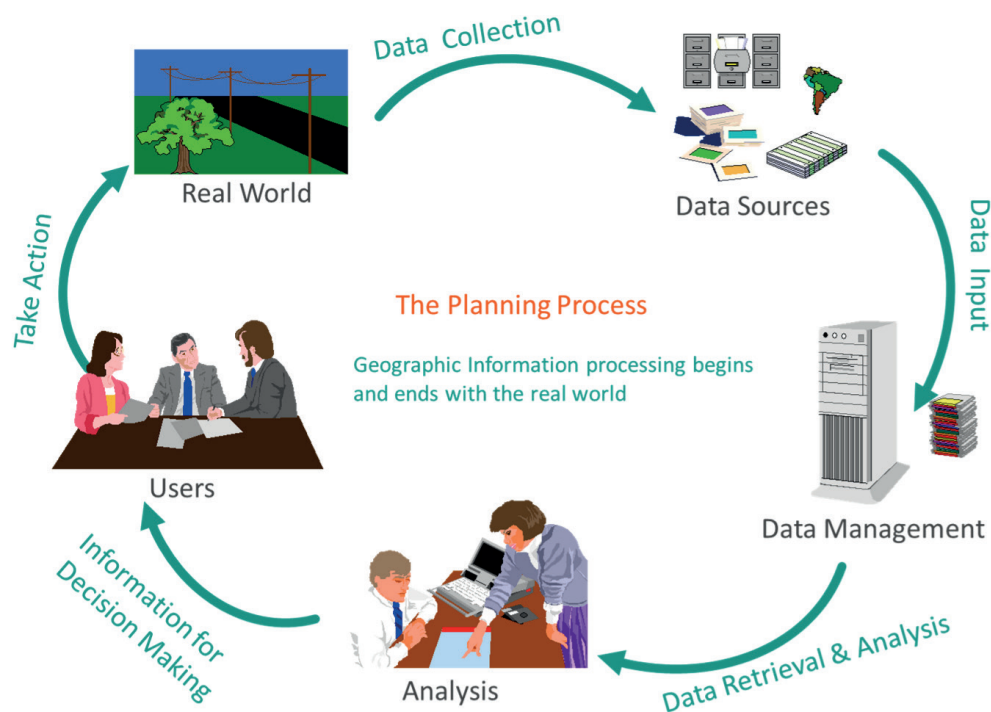 Data Collection
Real World
Data Sources
Data Input
Take Action
The Planning Process
Geographic Information processing begins
and ends with the real world
Users
Data Management
Information for
Decision Making
Analysis
Data Retrieval & Analysis